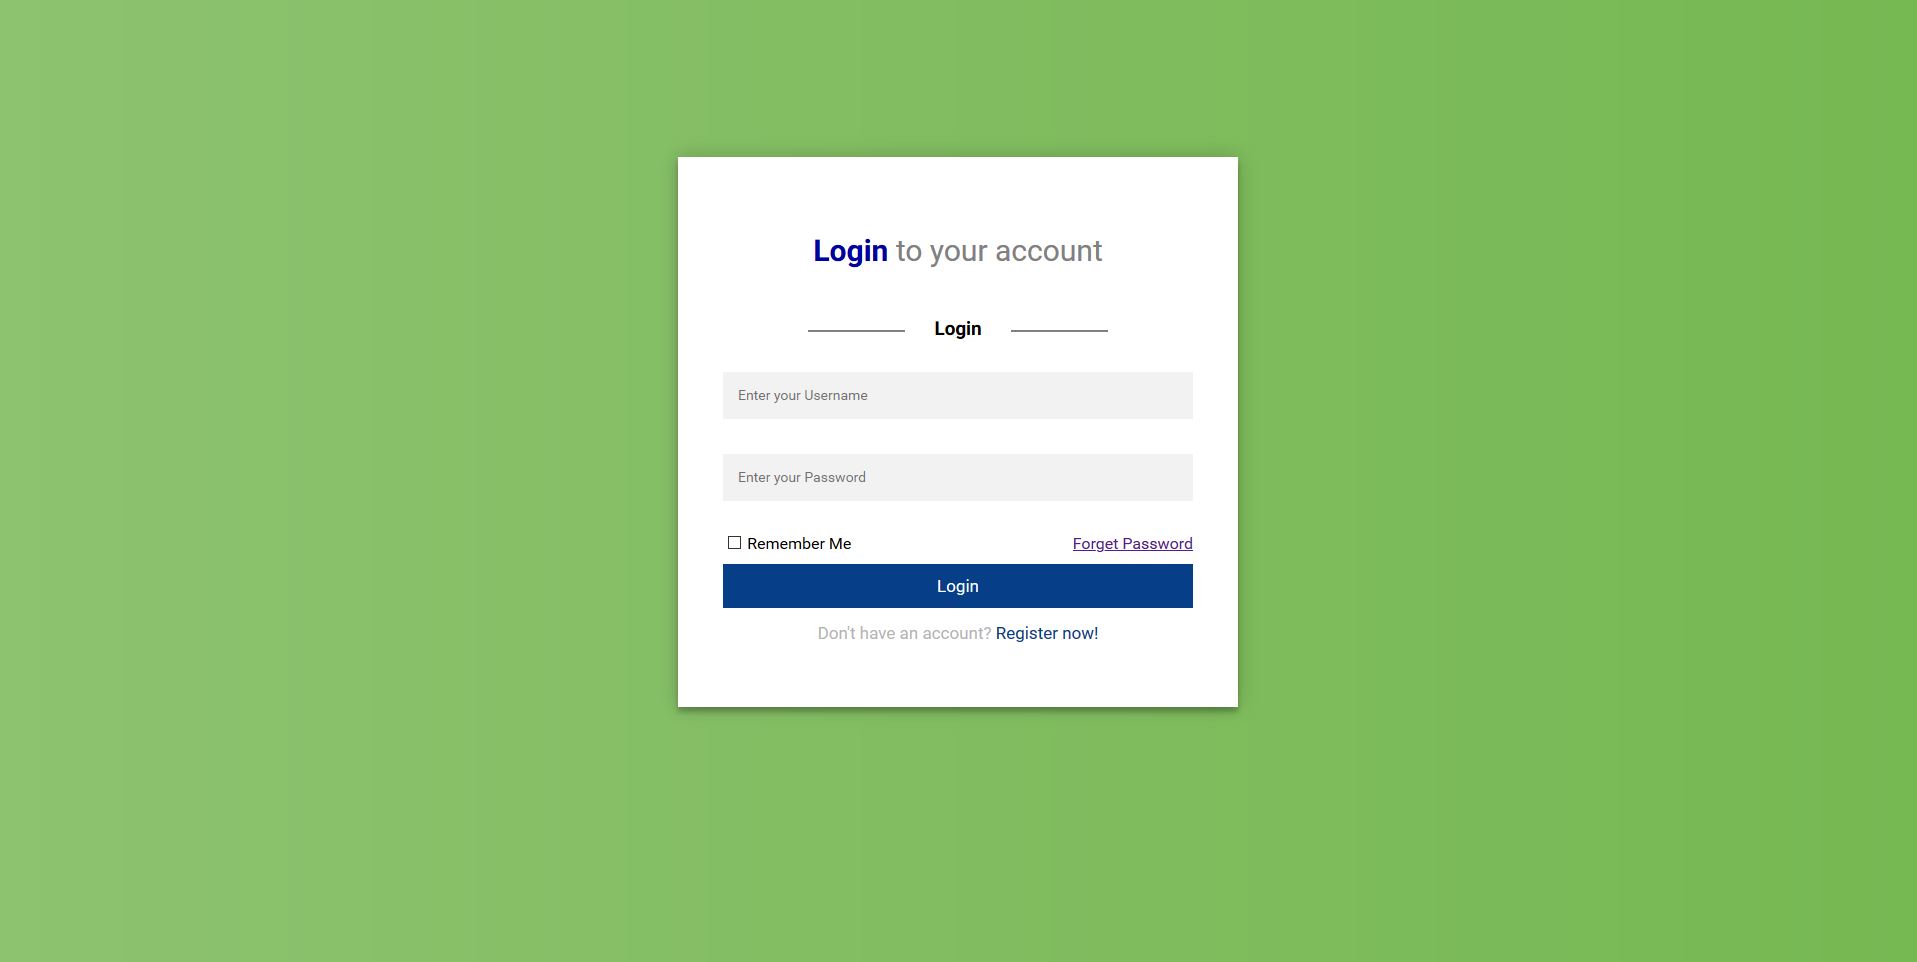 Login to your account
Login
Enter your Username
Enter your Password
Remember Me Forget Password
Login
Don't have an account? Register now!